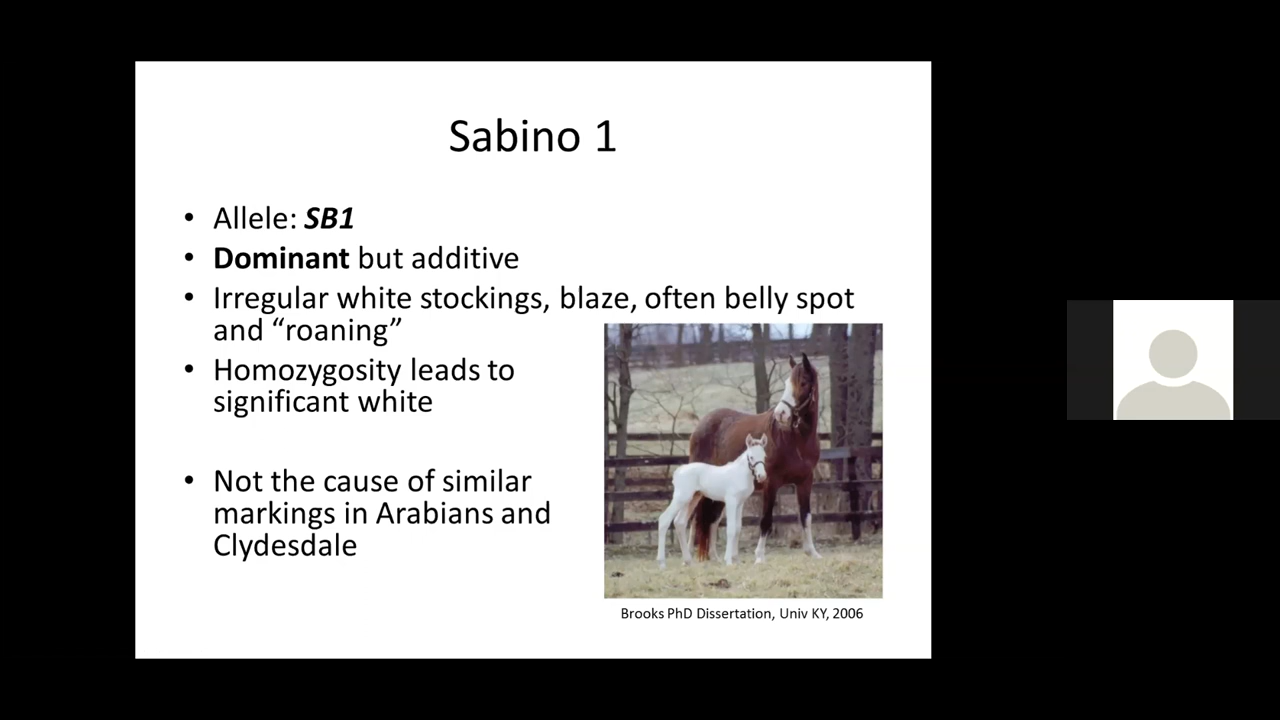 Sabino 1
• Allele: SB1
• Dominant but additive
• Irregular white stockings, blaze, often belly spot
and “roaning”
• Homozygosity leads to
significant white
• Not the cause of similar
markings in Arabians and
Clydesdale
Brooks PhD Dissertation, Univ KY, 2006